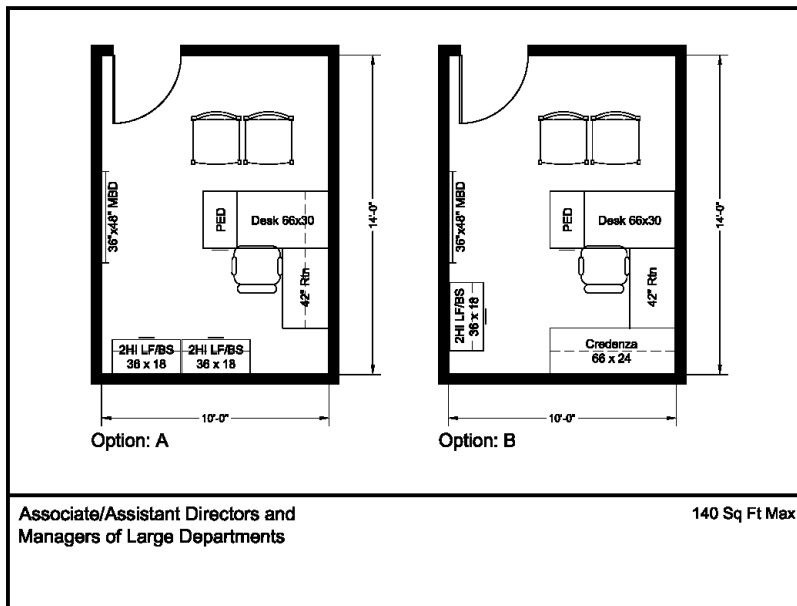 36"x48" MBD
PED
Desk 66x30
42" Rtn
2HI LF/BS
36 x 18
2HI LF/BS
36 x 18
14'-0"
10'-0"
Option: A
36"x48" MBD
PED
Desk 66x30
42" Rtn
2HI LF/BS
36 x 18
Credenza
66 x 24
14'-0"
10'-0"
Option: B
Associate/Assistant Directors and
Managers of Large Departments
140 Sq Ft Max